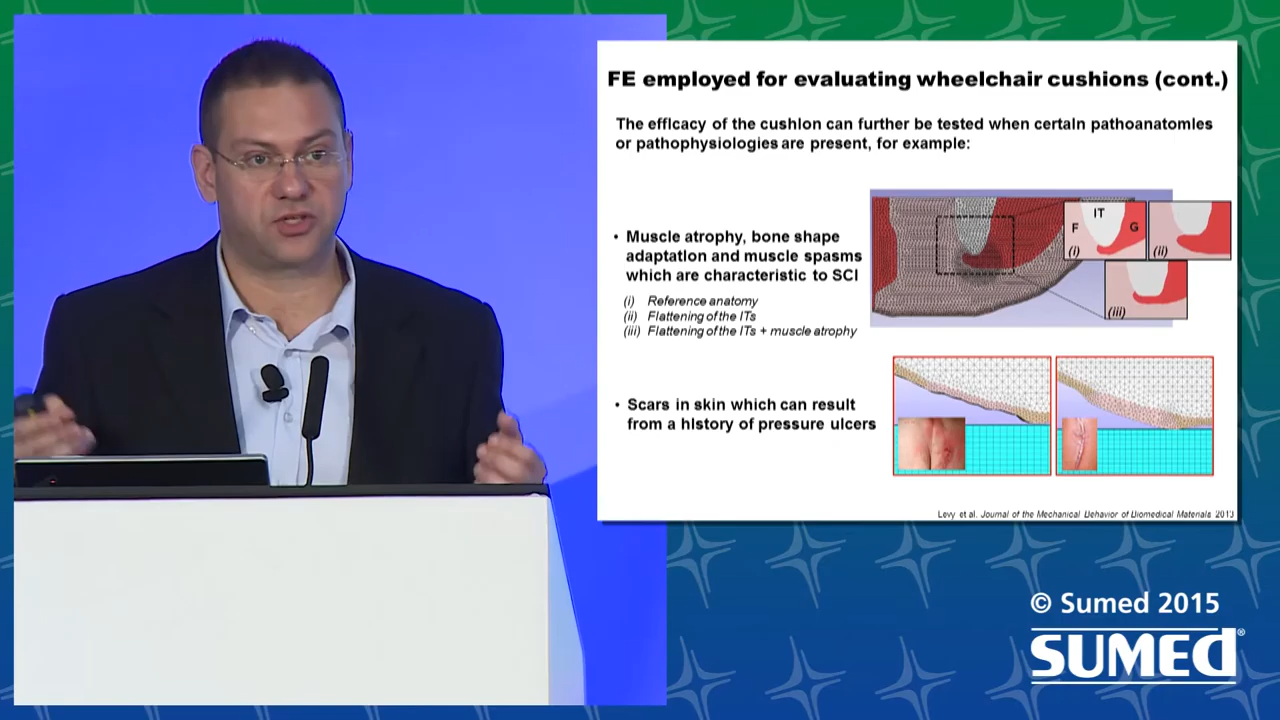 FE employed for evaluating wheelchair cushions (cont.)
The efficacy of the cushion can further be tested when certain pathoanatomies
or pathophysiologies are present, for example:
• Muscle atrophy, bone shape
adaptation and muscle spasms
which are characteristic to SCI
(i) Reference anatomy
(ii) Flattening of the ITs
(iii) Flattening of the ITs + muscle atrophy
IT
F
G
(i)
(ii)
(iii)
• Scars in skin which can result
from a history of pressure ulcers
Levy et al. Journal of the Mechanical Behavior of Biomedical Materials 2013
© Sumed 2015
SUMED®